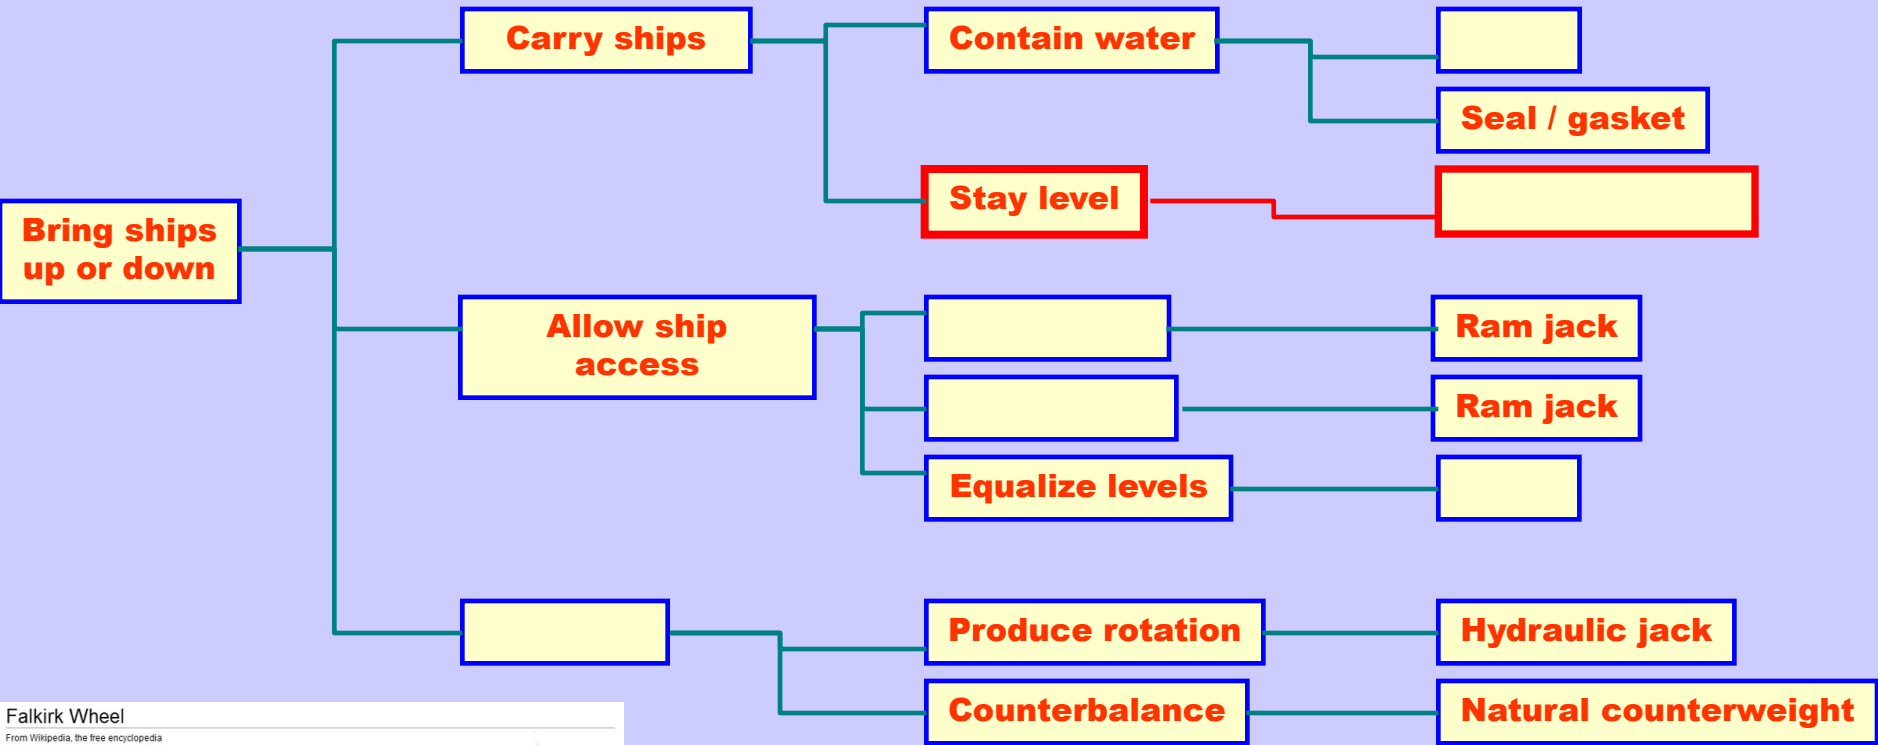 Carry ships
Contain water
Seal / gasket
Stay level
Bring ships
up or down
Allow ship
access
Ram jack
Ram jack
Equalize levels
Produce rotation
Hydraulic jack
Counterbalance
Natural counterweight
Falkirk Wheel
From Wikipedia, the free encyclopedia